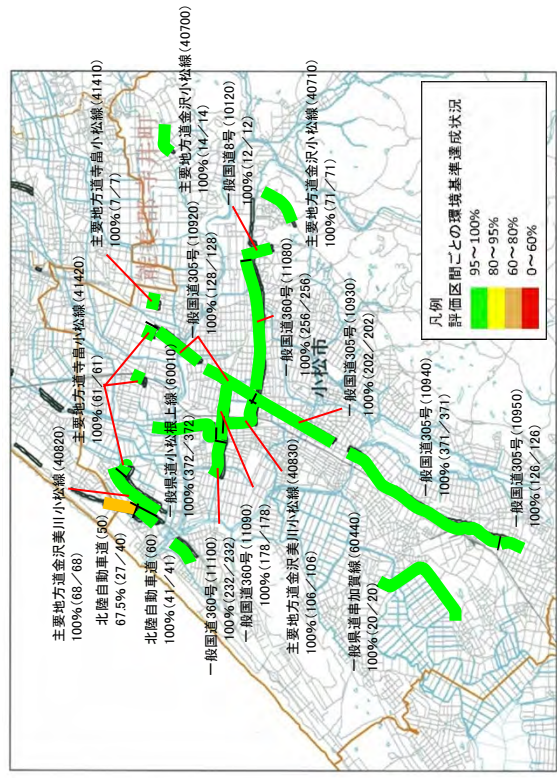 主要地方道金沢美川小松線(40820)
100%(68/68)
北陸自動車道(50)
67.5%(27/40)
北陸自動車道(60)
100%(41/41)
一般国道360号(11100)
100%(232/232)
一般国道360号(11090)
100%(178/178)
主要地方道金沢美川小松線(40830)
100%(106/106)
一般県道串加賀線(60440)
100%(20/20)
主要地方道寺畠小松線(41420)
100%(61/61)
一般県道小松根上線(60010)
100%(372/372)
主要地方道寺畠小松線(41410)
100%(7/7)
一般国道305号(10920)
100%(128/128)
主要地方道金沢小松線(40700)
100%(14/14)
一般国道8号(10120)
100%(12/12)
主要地方道金沢小松線(40710)
100%(71/71)
一般国道360号(11080)
100%(256/256)
小松市
一般国道305号(10930)
100%(202/202)
一般国道305号(10940)
100%(371/371)
一般国道305号(10950)
100%(126/126)
凡例
評価区間ごとの環境基準達成状況
95~100%
80~95%
60~80%
0~60%